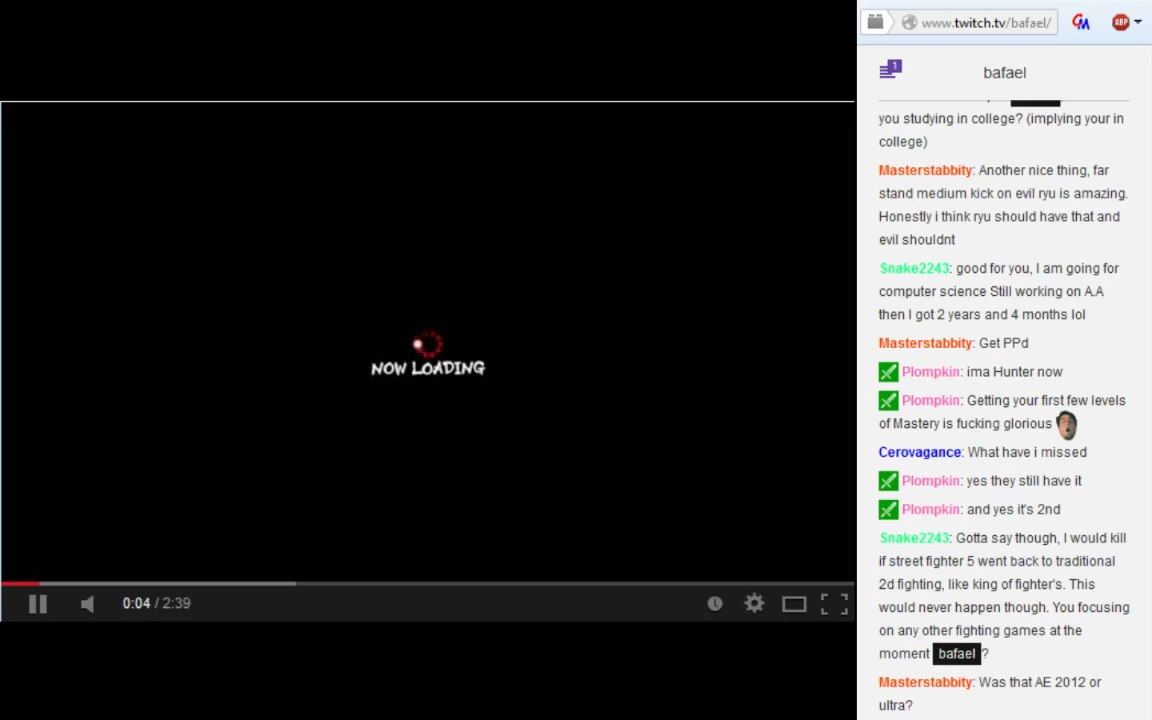 www.twitch.tv/bafael/
ABP
1
bafael
you studying in college? (implying your in
college)
Masterstabbity: Another nice thing, far
stand medium kick on evil ryu is amazing.
Honestly i think ryu should have that and
evil shouldnt
Snake2243: good for you, I am going for
computer science Still working on A.A
then I got 2 years and 4 months lol
Masterstabbity: Get PPd
Plompkin: ima Hunter now
Plompkin: Getting your first few levels
of Mastery is fucking glorious
Cerovagance: What have i missed
Plompkin: yes they still have it
Plompkin: and yes it's 2nd
Snake2243: Gotta say though, I would kill
if street fighter 5 went back to traditional
2d fighting, like king of fighter's. This
would never happen though. You focusing
on any other fighting games at the
moment bafael ?
Masterstabbity: Was that AE 2012 or
ultra?
NOW LOADING
0:04 / 2:39